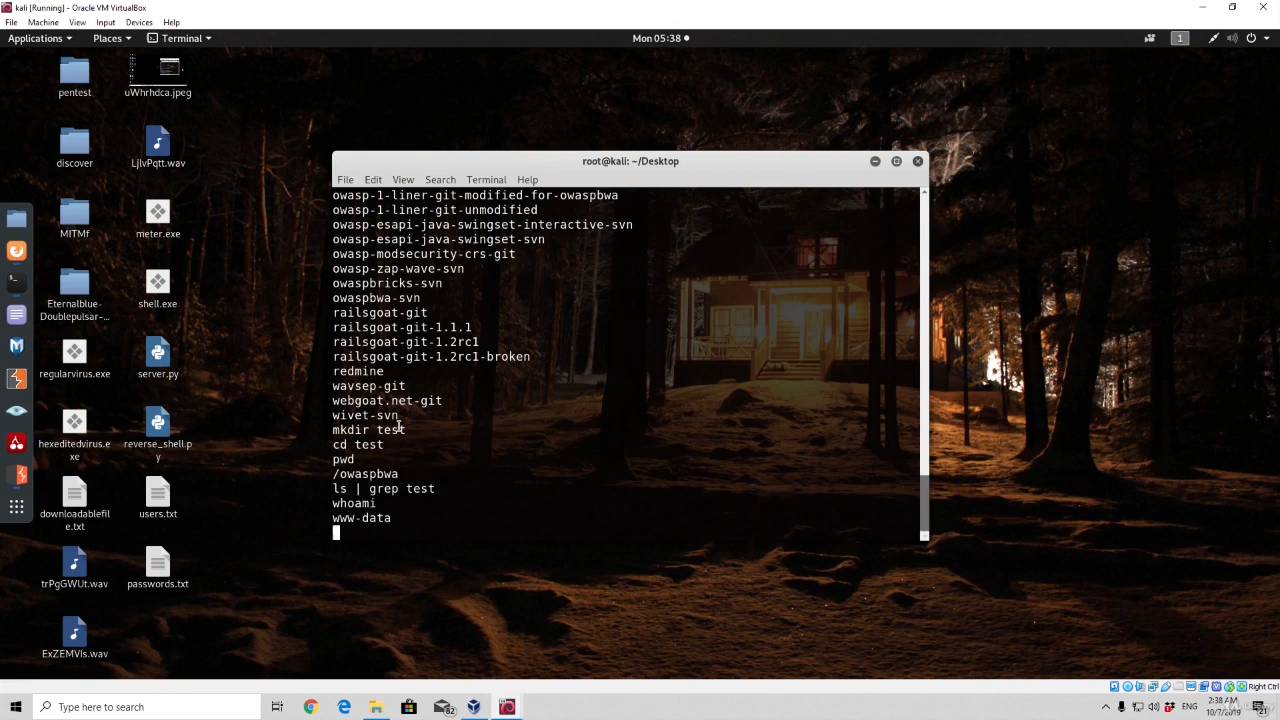 kali [Running] - Oracle VM VirtualBox
File Machine View Input Devices Help
Applications Places Terminal Mon 05:38 1
pentest
uWhrhdca.jpeg
discover
LjlvPqtt.wav
MITMf
meter.exe
Eternalblue-
Doublepulsar-...
shell.exe
regularvirus.exe
server.py
hexeditedvirus.e
xe
reverse_shell.p
y
downloadablefil
e.txt
users.txt
trPgGWUt.wav
passwords.txt
ExZEMVIs.wav
root@kali: ~/Desktop
File Edit View Search Terminal Help
owasp-1-liner-git-modified-for-owaspbwa
owasp-1-liner-git-unmodified
owasp-esapi-java-swingset-interactive-svn
owasp-esapi-java-swingset-svn
owasp-modsecurity-crs-git
owasp-zap-wave-svn
owaspbricks-svn
owaspbwa-svn
railsgoat-git
railsgoat-git-1.1.1
railsgoat-git-1.2rc1
railsgoat-git-1.2rc1-broken
redmine
wavsep-git
webgoat.net-git
wivet-svn
mkdir test
cd test
pwd
/owaspbwa
ls | grep test
whoami
www-data
Right Ctrl
Type here to search
82
ENG
2:38 AM
10/7/2019
21